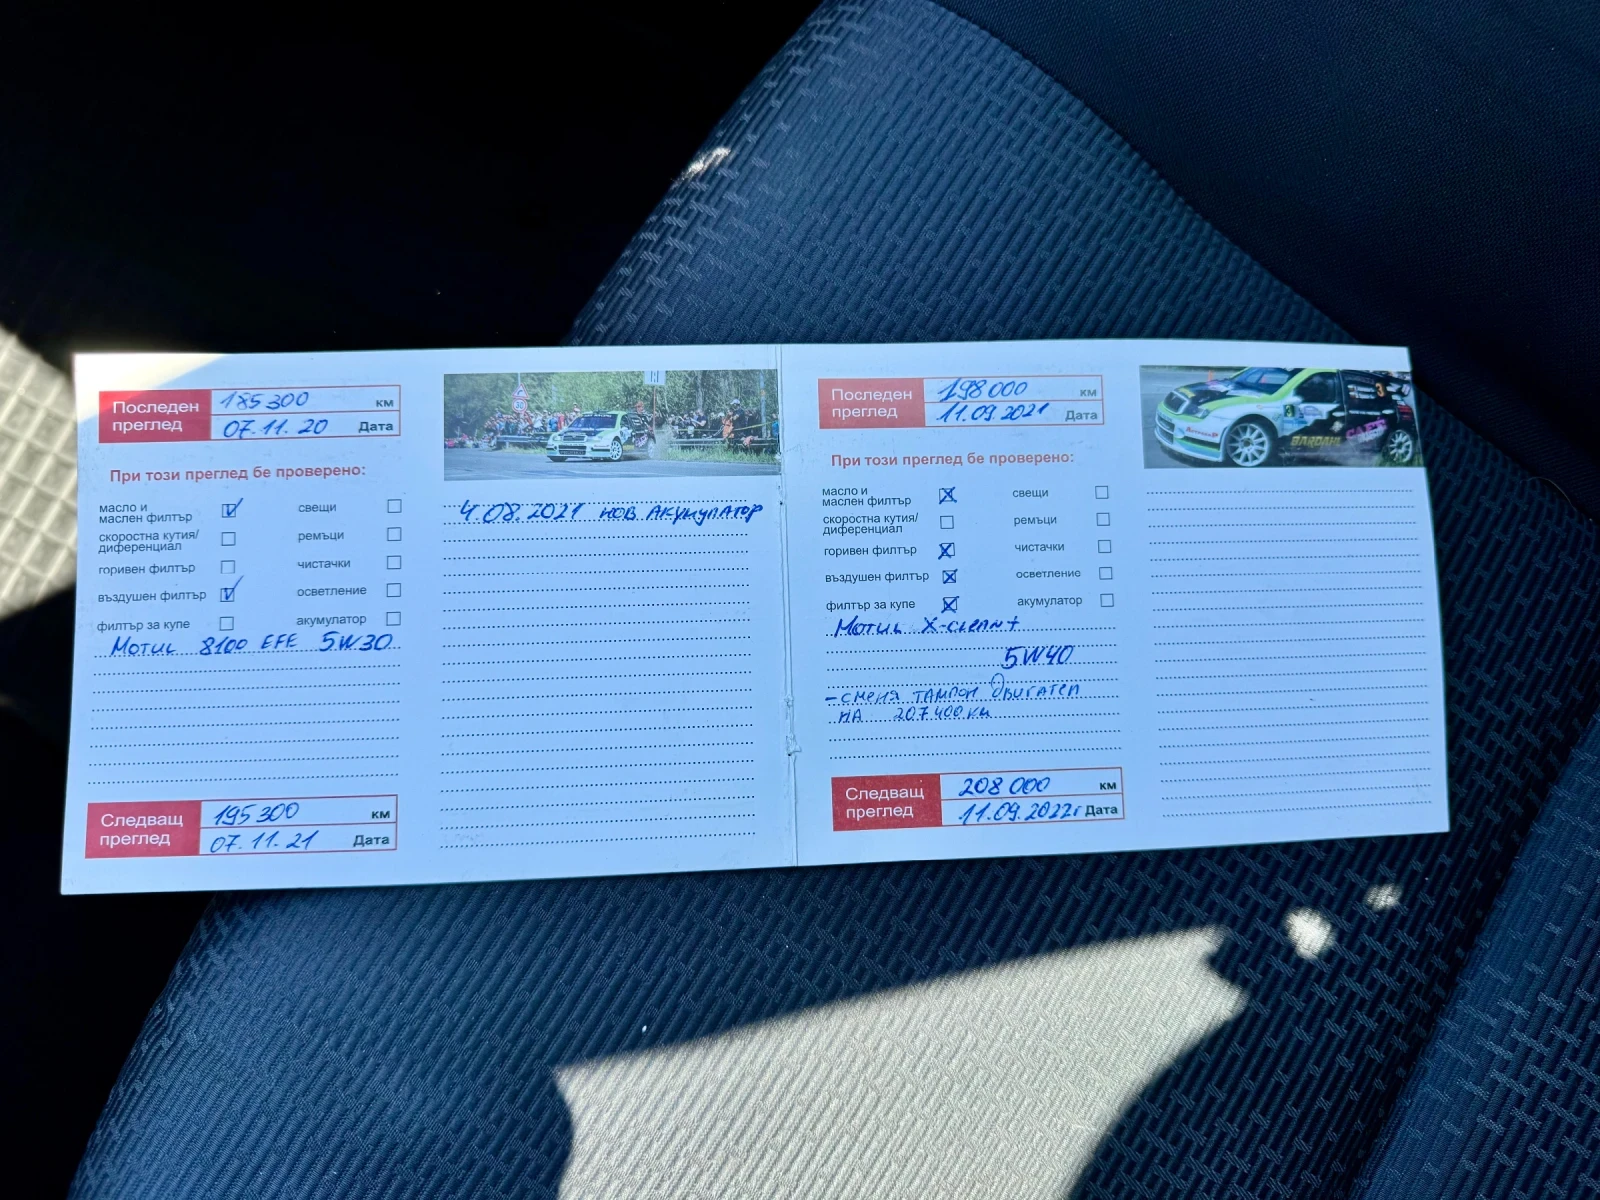 Последен преглед
185 300 км
07.11.20 Дата
При този преглед бе проверено:
масло и
маслен филтър
скоростна кутия/
диференциал
горивен филтър
въздушен филтър
филтър за купе
свещи
ремъци
чистачки
осветление
акумулатор
Мотил 8100 EFE 5W30
Следващ преглед
195 300 км
07.11.21 Дата
4.08.2021 нов Акумулатор
Последен преглед
198 000 км
11.09.2021 Дата
При този преглед бе проверено:
масло и
маслен филтър
скоростна кутия/
диференциал
горивен филтър
въздушен филтър
филтър за купе
свещи
ремъци
чистачки
осветление
акумулатор
Мотил X-clean+
5W40
- сменя тампон двигател
на 207 400 км
Следващ преглед
208 000 км
11.09.2022г Дата
3
BARDAHL